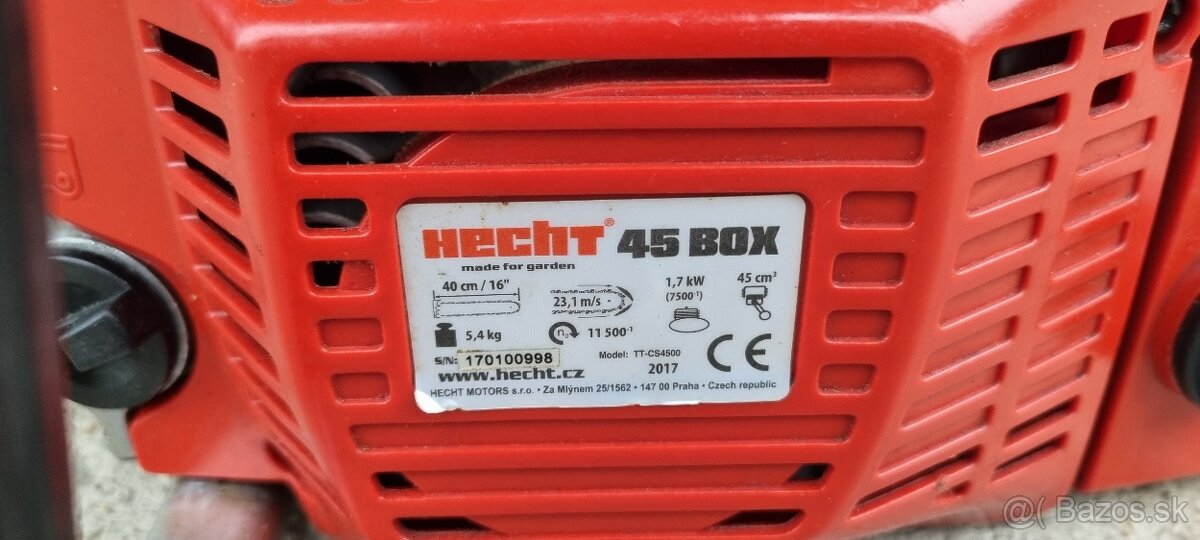 HECHT® 45 BOX
made for garden
40 cm / 16" 23,1 m/s 1,7 kW (7500⁻¹) 45 cm³
5,4 kg n₀ 11 500⁻¹
S/N: 170100998 Model: TT-CS4500
www.hecht.cz 2017 CE
HECHT MOTORS s.r.o. • Za Mlýnem 25/1562 • 147 00 Praha • Czech republic
@( Bazos.sk